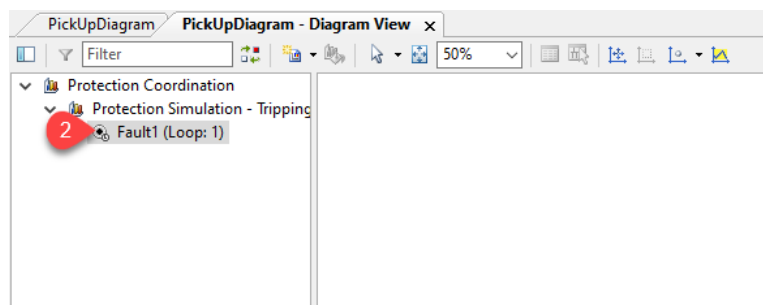 PickUpDiagram PickUpDiagram - Diagram View x
Filter 50%
Protection Coordination
Protection Simulation - Tripping
2 Fault1 (Loop: 1)